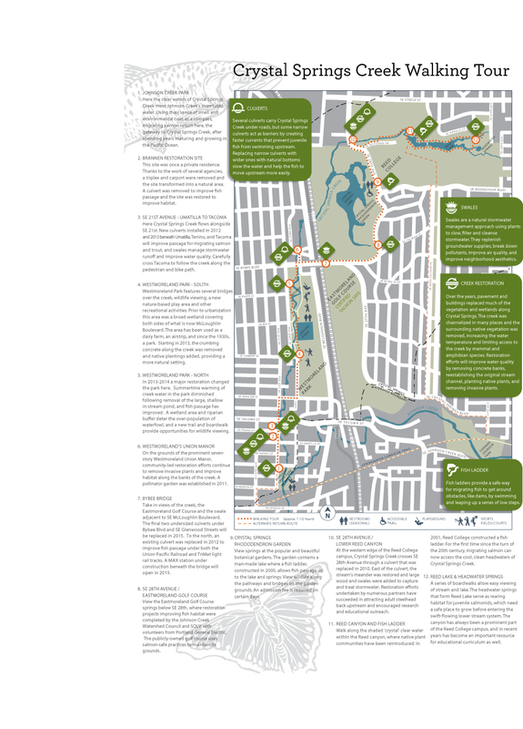 Crystal Springs Creek Walking Tour
1. JOHNSON CREEK PARK
Here the clear waters of Crystal Springs
Creek meet Johnson Creek's
migrating salmon
gateway to Crystal Springs Creek, after
spending years maturing and growing in
the Pacific Ocean.
2. BRANNEN RESTORATION SITE
This site was once a private residence.
Thanks to the work of several agencies,
a triplex and carport were removed and
the site transformed into a natural area.
A culvert was removed to improve fish
passage and the site was restored to
improve habitat.
3. SE 21ST AVENUE - UMATILLA TO TACOMA
Here Crystal Springs Creek flows alongside
SE 21st. New culverts installed in 2012
and 2013 beneath Umatilla, Tenino, and Tacoma
will improve passage for migrating salmon
and trout, and swales manage stormwater
runoff and improve water quality. Carefully
cross Tacoma to follow the creek along the
pedestrian and bike path.
4. WESTMORELAND PARK - SOUTH
Westmoreland Park features several bridges
over the creek, wildlife viewing, a new
nature-based play area and other
recreational activities. Prior to urbanization
this area was a broad wetland covering
both sides of what is now McLoughlin
Boulevard. The area has been used as a
dairy farm, an airstrip, and since the 1930s,
a park. Starting in 2013, the crumbling
concrete along the creek was removed
and native plantings added, providing a
more natural setting.
5. WESTMORELAND PARK - NORTH
In 2013-2014 a major restoration changed
the park here. Summertime warming of
creek water in the park diminished
following removal of the large, shallow
in-stream pond, and fish passage has
improved. A wetland area and riparian
buffer deter the over-population of
waterfowl, and a new trail and boardwalk
provide opportunities for wildlife viewing.
6. WESTMORELAND'S UNION MANOR
On the grounds of the prominent seven-
story Westmoreland Union Manor,
community-led restoration efforts continue
to remove invasive plants and improve
habitat along the banks of the creek. A
pollinator garden was established in 2011.
7. BYBEE BRIDGE
Take in views of the creek, the
Eastmoreland Golf Course and the swale
adjacent to SE McLoughlin Boulevard.
The final two undersized culverts under
Bybee Blvd and SE Glenwood Streets will
be replaced in 2015. To the north, an
existing culvert was replaced in 2012 to
improve fish passage under both the
Union Pacific Railroad and TriMet light
rail tracks. A MAX station under
construction beneath the bridge will
open in 2015.
8. SE 28TH AVENUE /
EASTMORELAND GOLF COURSE
View the Eastmoreland Golf Course
springs below SE 28th, where restoration
projects improving fish habitat were
completed by the Johnson Creek
Watershed Council and SOLVE with
volunteers from Portland General Electric.
The publicly-owned golf course uses
salmon-safe practices to maintain its
grounds.
CULVERTS
Several culverts carry Crystal Springs
Creek under roads, but some narrow
culverts act as barriers by creating
faster currents that prevent juvenile
fish from swimming upstream.
Replacing narrow culverts with
wider ones with natural bottoms
slow the water and help the fish to
move upstream more easily.
REED
COLLEGE
SWALES
Swales are a natural stormwater
management approach using plants
to slow, filter and cleanse
stormwater. They replenish
groundwater supplies, break down
pollutants, improve air quality, and
improve neighborhood aesthetics.
EASTMORELAND
GOLF COURSE
WESTMORELAND
PARK
CREEK RESTORATION
Over the years, pavement and
buildings replaced much of the
vegetation and wetlands along
Crystal Springs. The creek was
channelized in many places and the
surrounding native vegetation was
removed, increasing the water
temperature and limiting access to
the creek by mammal and
amphibian species. Restoration
efforts will improve water quality
by removing concrete banks,
reestablishing the original stream
channel, planting native plants, and
removing invasive plants.
FISH LADDER
Fish ladders provide a safe way
for migrating fish to get around
obstacles, like dams, by swimming
and leaping up a series of low steps.
WALKING TOUR
ALTERNATE RETURN ROUTE
N
RESTROOMS
(SEASONAL)
ACCESSIBLE
TRAIL
PLAYGROUND
SPORTS
FIELDS/COURTS
9. CRYSTAL SPRINGS
RHODODENDRON GARDEN
View springs at the popular and beautiful
botanical gardens. The garden contains a
man-made lake where a fish ladder,
constructed in 2000, allows fish passage up
to the lake and springs. View wildlife along
the pathways and bridges on the garden
grounds. An admission fee is required on
certain days.
10. SE 28TH AVENUE /
LOWER REED CANYON
At the western edge of the Reed College
campus, Crystal Springs Creek crosses SE
28th Avenue through a culvert that was
replaced in 2010. East of the culvert, the
stream's meander was restored and large
wood and swales were added to capture
and treat stormwater. Restoration efforts
undertaken by numerous partners have
succeeded in attracting adult steelhead
back upstream and encouraged research
and educational outreach.
11. REED CANYON AND FISH LADDER
Walk along the shaded 'crystal' clear water
within the Reed canyon, where native plant
communities have been reintroduced. In
2001, Reed College constructed a fish
ladder. For the first time since the turn of
the 20th century, migrating salmon can
now access the cool, clean headwaters of
Crystal Springs Creek.
12. REED LAKE & HEADWATER SPRINGS
A series of boardwalks allow easy viewing
of stream and lake. The headwater springs
that form Reed Lake serve as rearing
habitat for juvenile salmonids, which need
a safe place to grow before entering the
swift-flowing lower extent of stream. The
canyon has always been a prominent part
of the Reed College campus, and in recent
years has become an important resource
for educational curriculum as well.